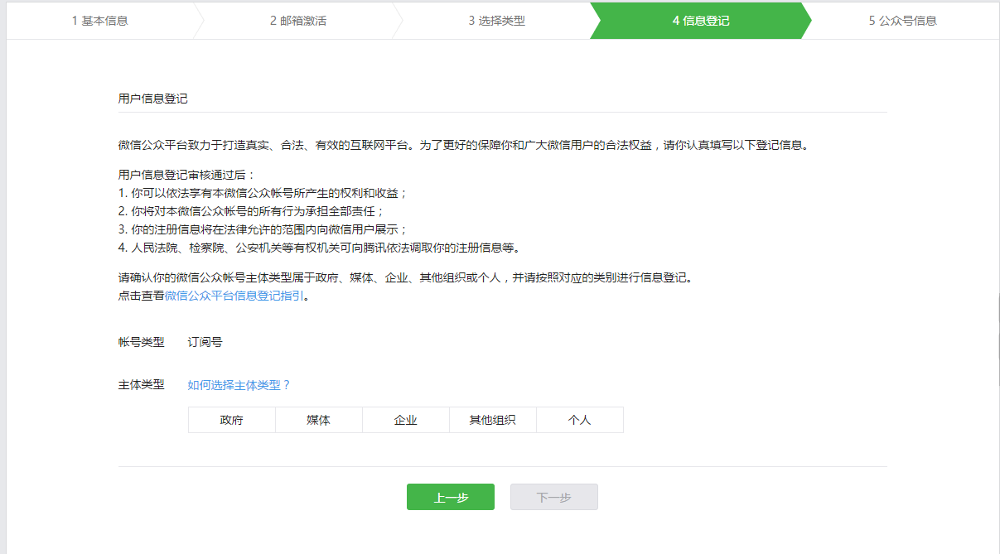 1 基本信息
2 邮箱激活
3 选择类型
4 信息登记
5 公众号信息
用户信息登记
微信公众平台致力于打造真实、合法、有效的互联网平台。为了更好的保障你和广大微信用户的合法权益，请你认真填写以下登记信息。
用户信息登记审核通过后：
1. 你可以依法享有本微信公众帐号所产生的权利和收益；
2. 你将对本微信公众帐号的所有行为承担全部责任；
3. 你的注册信息将在法律允许的范围内向微信用户展示；
4. 人民法院、检察院、公安机关等有权机关可向腾讯依法调取你的注册信息等。
请确认你的微信公众帐号主体类型属于政府、媒体、企业、其他组织或个人，并请按照对应的类别进行信息登记。
点击查看微信公众平台信息登记指引。
帐号类型 订阅号
主体类型 如何选择主体类型？
政府 媒体 企业 其他组织 个人
上一步 下一步